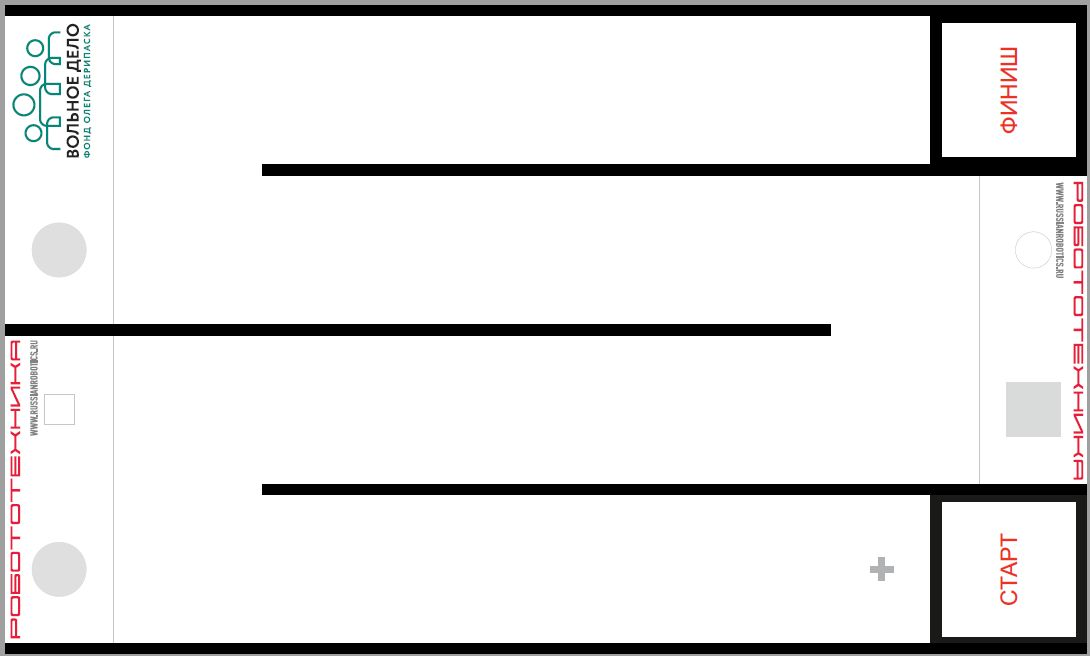 ВОЛЬНОЕ ДЕЛО
ФОНД ОЛЕГА ДЕРИПАСКА
ФИНИШ
WWW.RUSSIANROBOTICS.RU
РОБОТОТЕХНИКА
РОБОТОТЕХНИКА
WWW.RUSSIANROBOTICS.RU
СТАРТ